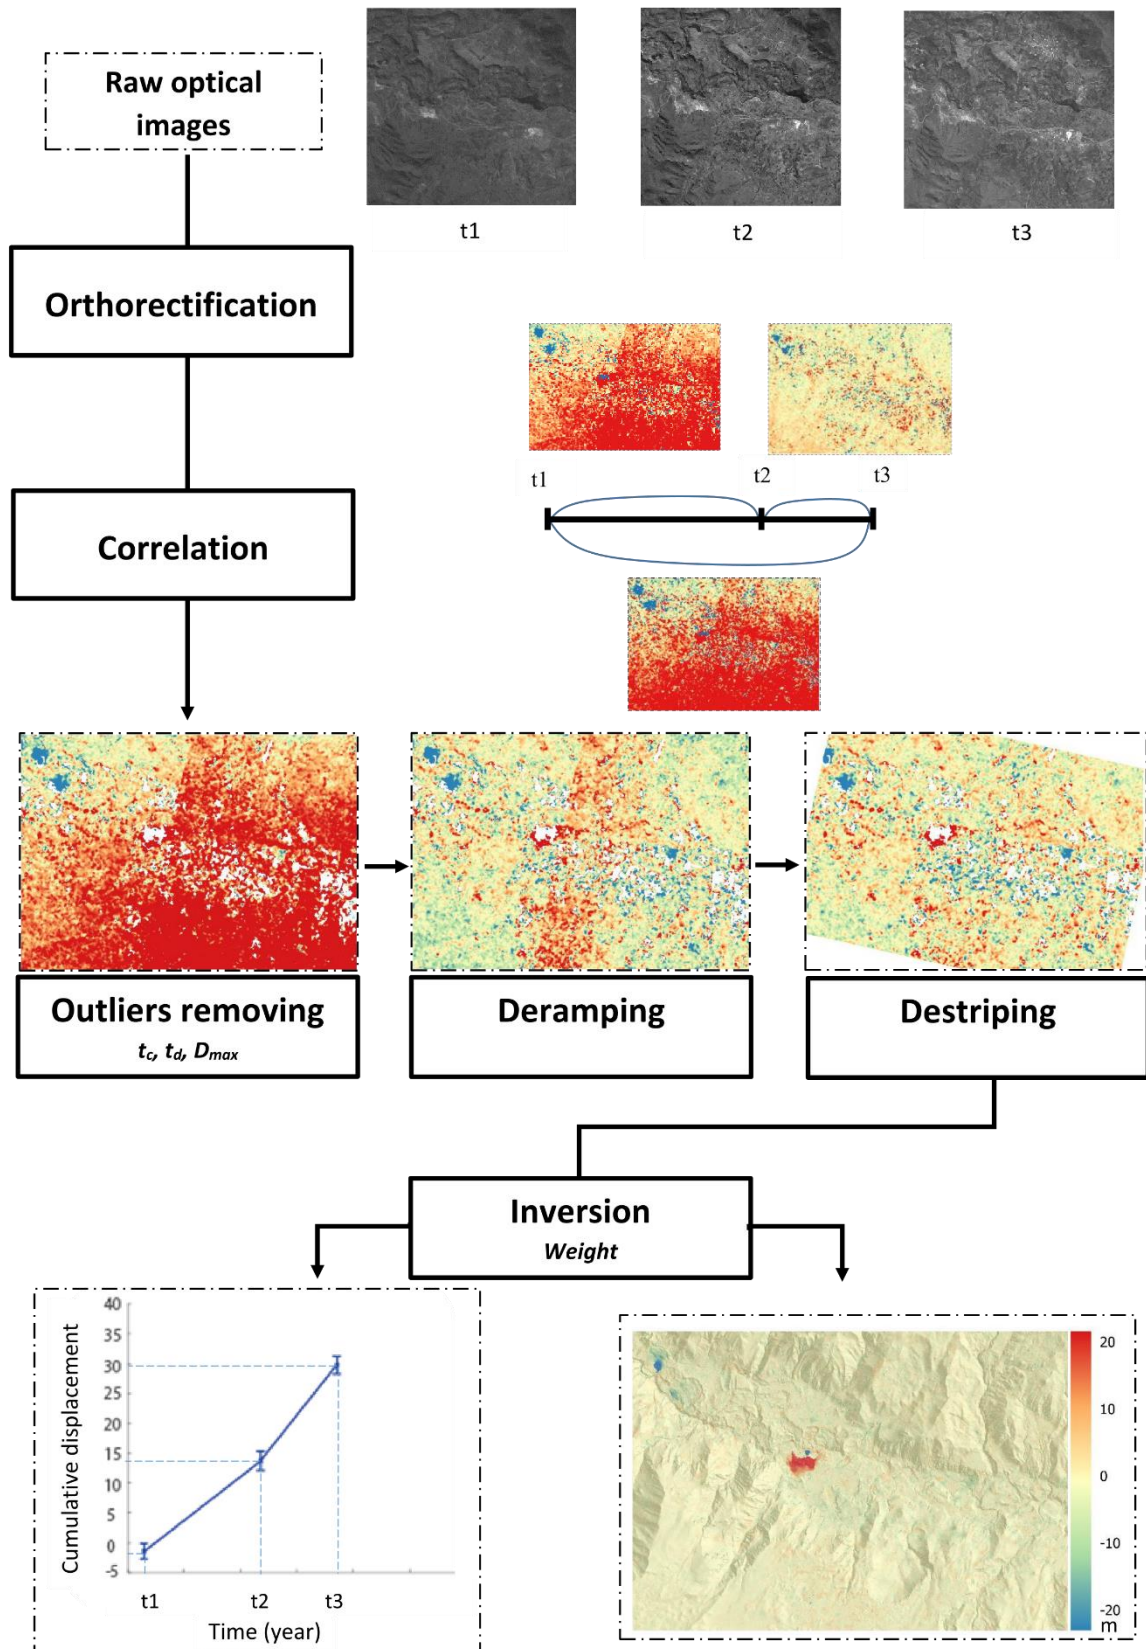 Raw optical
images
t1
t2
t3
Orthorectification
t1
t2
t3
Correlation
Outliers removing
tc, td, Dmax
Deramping
Destriping
Inversion
Weight
Cumulative displacement
40
35
30
25
20
15
10
5
0
-5
t1
t2
t3
Time (year)
20
10
0
-10
-20
m